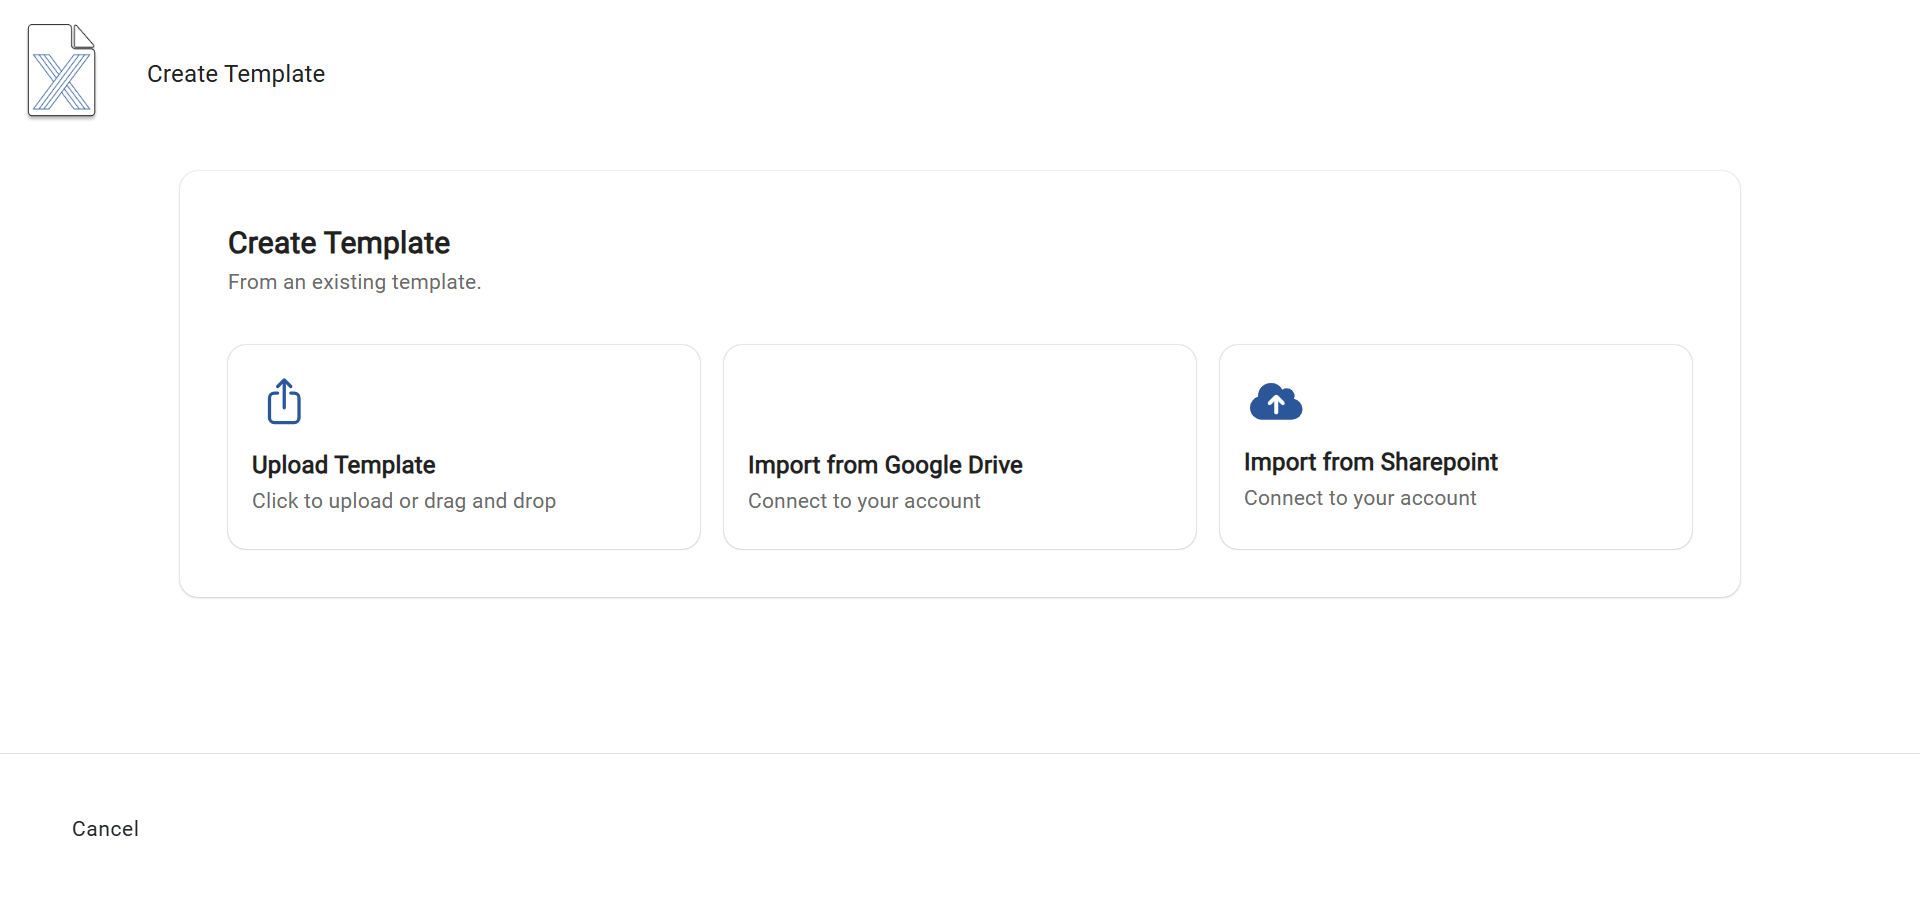 Create Template
Create Template
From an existing template.
Upload Template
Click to upload or drag and drop
Import from Google Drive
Connect to your account
Import from Sharepoint
Connect to your account
Cancel